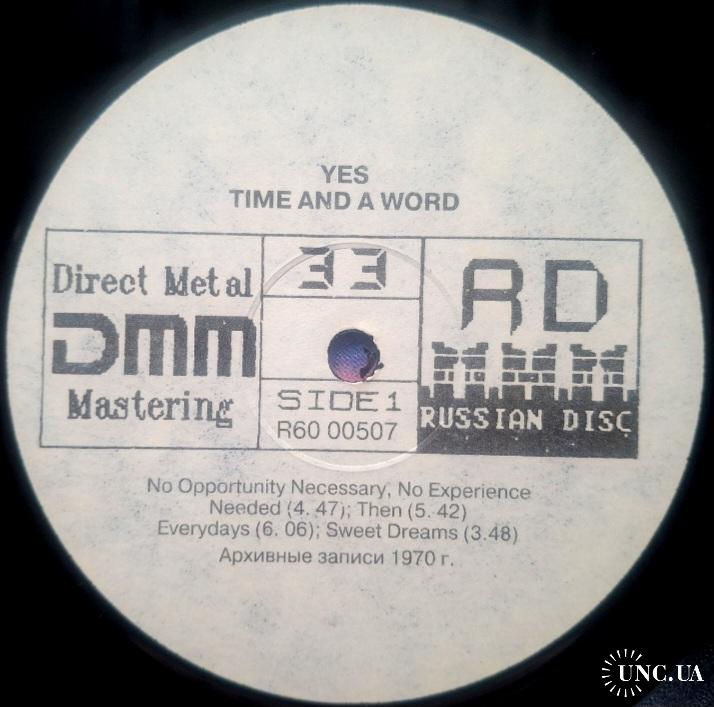 YES
TIME AND A WORD
Direct Metal
DMM
Mastering
33
SIDE 1
R60 00507
RD
RUSSIAN DISC
No Opportunity Necessary, No Experience
Needed (4. 47); Then (5. 42)
Everydays (6. 06); Sweet Dreams (3.48)
Архивные записи 1970 г.
UNC.UA